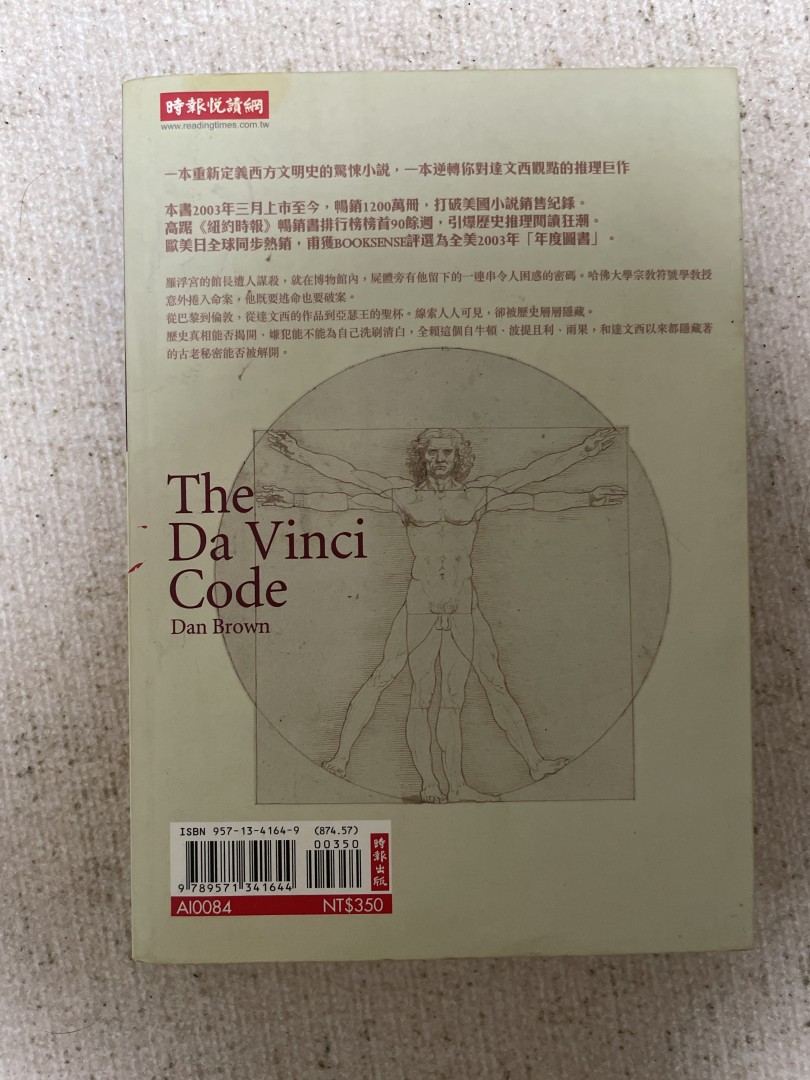 時報悅讀網
www.readingtimes.com.tw
一本重新定義西方文明史的驚悚小說，一本逆轉你對達文西觀點的推理巨作
本書2003年三月上市至今，暢銷1200萬冊，打破美國小說銷售紀錄。
高踞《紐約時報》暢銷書排行榜榜首90餘週，引爆歷史推理閱讀狂潮。
歐美日全球同步熱銷，甫獲BOOKSENSE評選為全美2003年「年度圖書」。
羅浮宮的館長遭人謀殺，就在博物館內，屍體旁有他留下的一連串令人困惑的密碼。哈佛大學宗教符號學教授
意外捲入命案，他既要逃命也要破案。
從巴黎到倫敦，從達文西的作品到亞瑟王的聖杯。線索人人可見，卻被歷史層層隱藏。
歷史真相能否揭開、嫌犯能不能為自己洗刷清白，全賴這個自牛頓、波提且利、雨果，和達文西以來都隱藏著
的古老秘密能否被解開。
The
Da Vinci
Code
Dan Brown
ISBN 957-13-4164-9 (874.57)
00350
9 789571 341644
時報出版
AI0084 NT$350